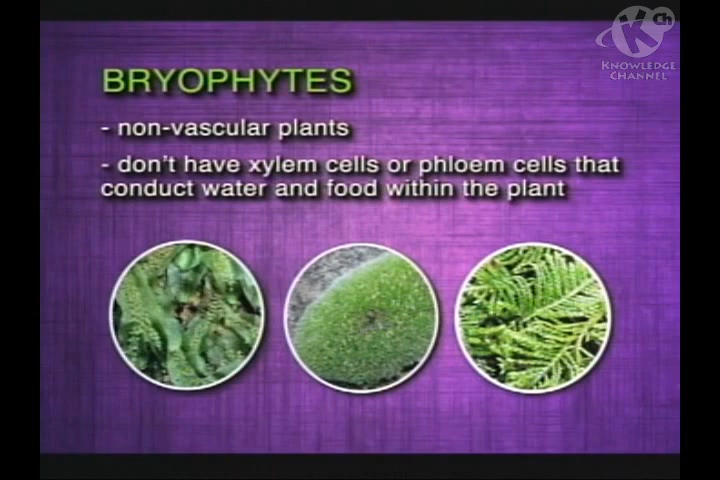 Ch
K
KNOWLEDGE
CHANNEL
BRYOPHYTES
- non-vascular plants
- don't have xylem cells or phloem cells that
conduct water and food within the plant